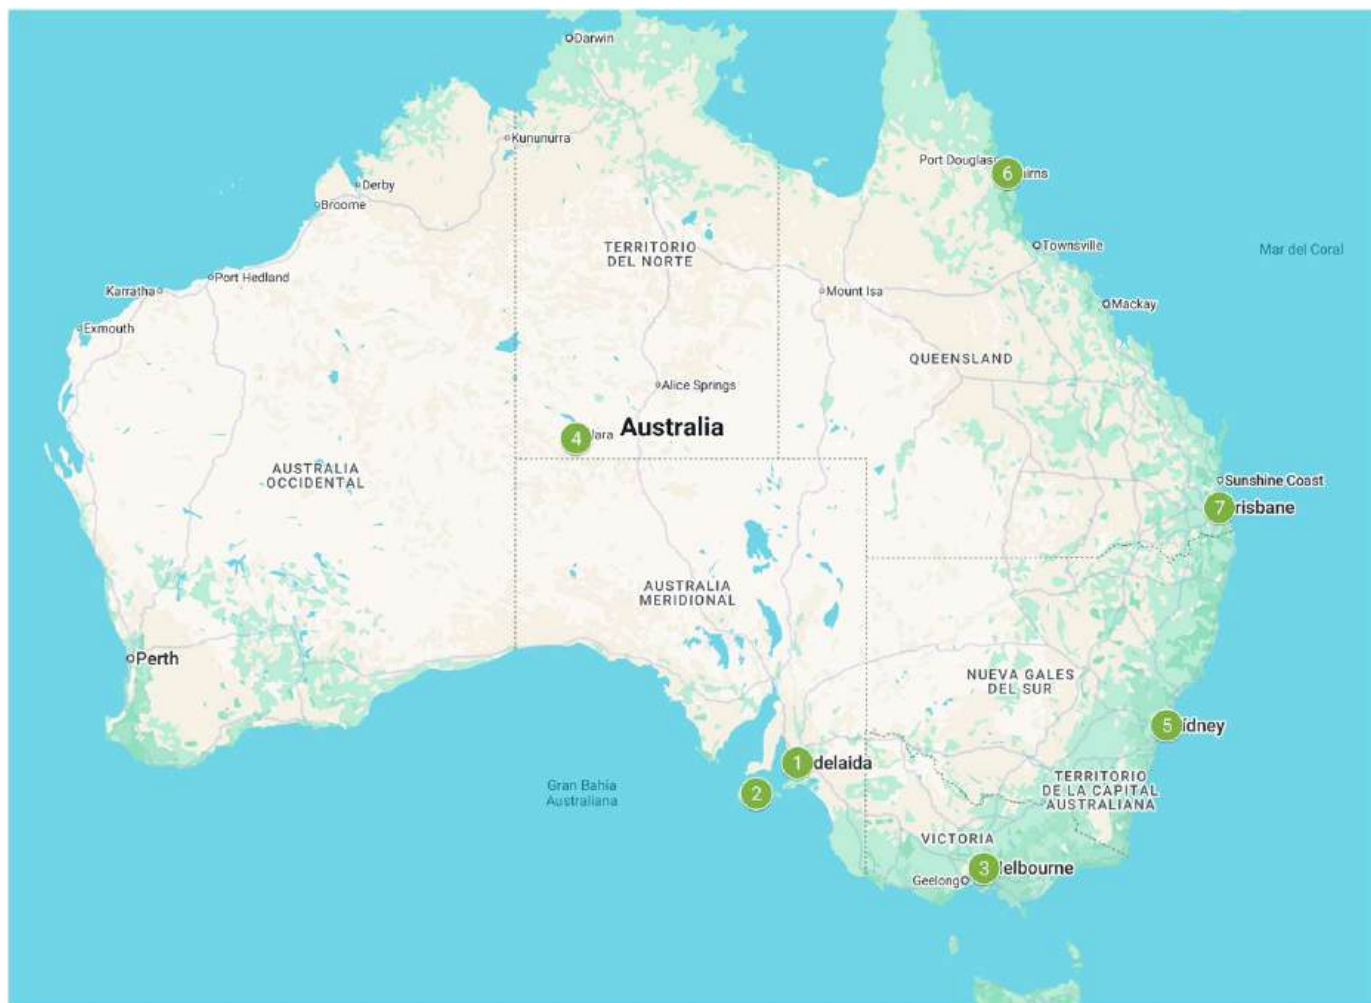 Darwin
Kununurra
Port Douglas
6
irns
Derby
Broome
TERRITORIO
DEL NORTE
Townsville
Mar del Coral
Port Hedland
Karratha
Mount Isa
Mackay
Exmouth
QUEENSLAND
Alice Springs
Australia
4
lara
AUSTRALIA
OCCIDENTAL
Sunshine Coast
7
risbane
AUSTRALIA
MERIDIONAL
Perth
NUEVA GALES
DEL SUR
5
idney
1
delaida
Gran Bahía
Australiana
2
TERRITORIO
DE LA CAPITAL
AUSTRALIANA
VICTORIA
3
elbourne
Geelong